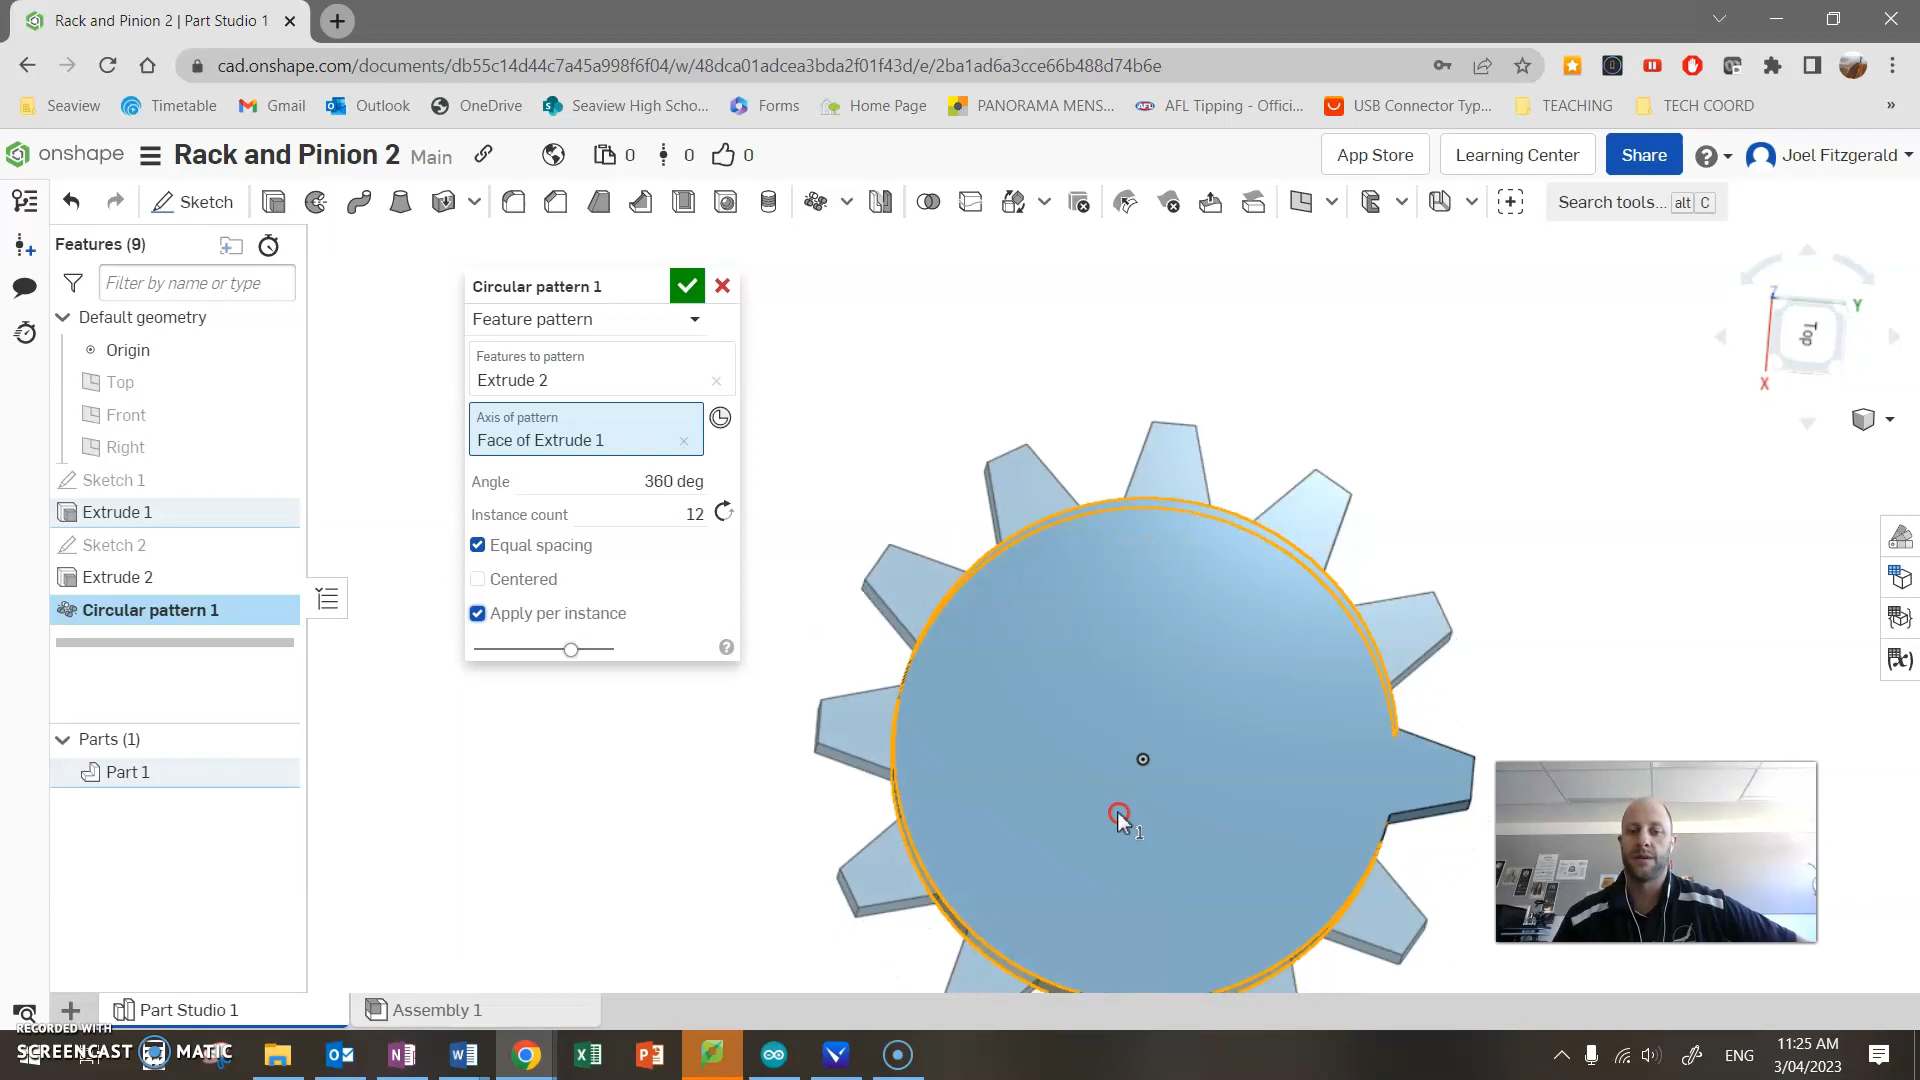 Rack and Pinion 2 | Part Studio 1
cad.onshape.com/documents/db55c14d44c7a45a998f6f04/w/48dca01adcea3bda2f01f43d/e/2ba1ad6a3cce66b488d74b6e
Seaview Timetable Gmail Outlook OneDrive Seaview High Scho... Forms Home Page PANORAMA MENS... AFL Tipping - Offici... USB Connector Typ... TEACHING TECH COORD »
onshape Rack and Pinion 2 Main 0 0 0 App Store Learning Center Share Joel Fitzgerald
Sketch Search tools... alt C
Features (9)
Filter by name or type
Default geometry
Origin
Top
Front
Right
Sketch 1
Extrude 1
Sketch 2
Extrude 2
Circular pattern 1
Parts (1)
Part 1
Circular pattern 1
Feature pattern
Features to pattern
Extrude 2
Axis of pattern
Face of Extrude 1
Angle 360 deg
Instance count 12
Equal spacing
Centered
Apply per instance
Z Y
Top
X
1
Part Studio 1 Assembly 1
RECORDED WITH
SCREENCAST MATIC
ENG 11:25 AM
3/04/2023